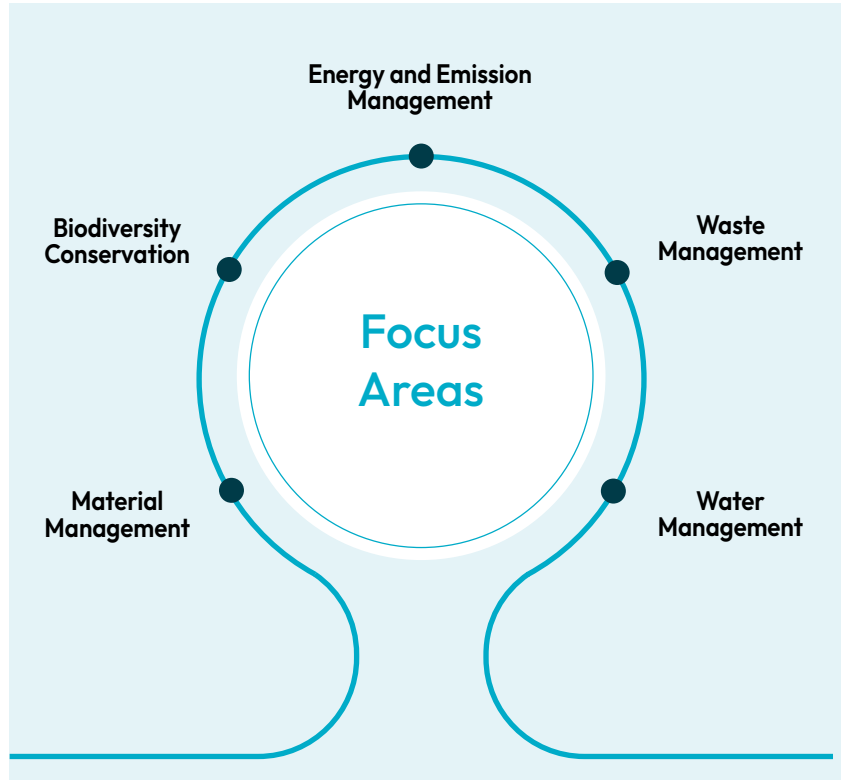 Energy and Emission
Management
Biodiversity
Conservation
Waste
Management
Focus
Areas
Material
Management
Water
Management